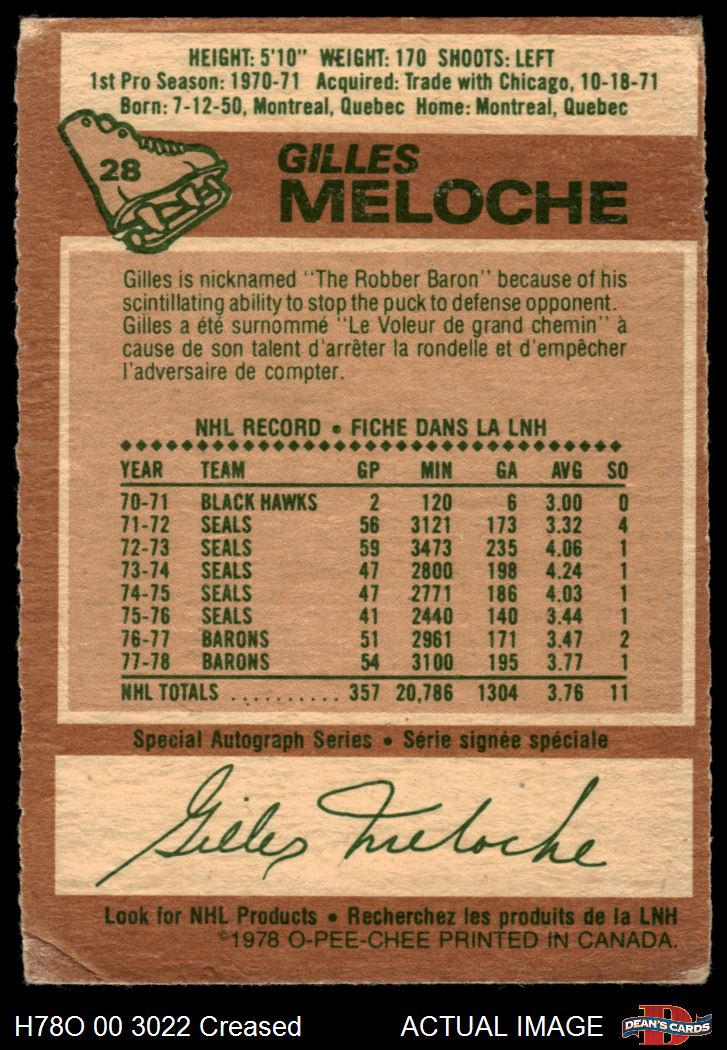 HEIGHT: 5'10" WEIGHT: 170 SHOOTS: LEFT
1st Pro Season: 1970-71 Acquired: Trade with Chicago, 10-18-71
Born: 7-12-50, Montreal, Quebec Home: Montreal, Quebec
28
GILLES
MELOCHE
Gilles is nicknamed "The Robber Baron" because of his
scintillating ability to stop the puck to defense opponent.
Gilles a été surnommé "Le Voleur de grand chemin" à
cause de son talent d'arrêter la rondelle et d'empêcher
l'adversaire de compter.
NHL RECORD • FICHE DANS LA LNH
YEAR TEAM GP MIN GA AVG SO
70-71 BLACK HAWKS 2 120 6 3.00 0
71-72 SEALS 56 3121 173 3.32 4
72-73 SEALS 59 3473 235 4.06 1
73-74 SEALS 47 2800 198 4.24 1
74-75 SEALS 47 2771 186 4.03 1
75-76 SEALS 41 2440 140 3.44 1
76-77 BARONS 51 2961 171 3.47 2
77-78 BARONS 54 3100 195 3.77 1
NHL TOTALS .......... 357 20,786 1304 3.76 11
Special Autograph Series • Série signée spéciale
Gilles Meloche
Look for NHL Products • Recherchez les produits de la LNH
©1978 O-PEE-CHEE PRINTED IN CANADA.
H78O 00 3022 Creased ACTUAL IMAGE
D
DEAN'S CARDS